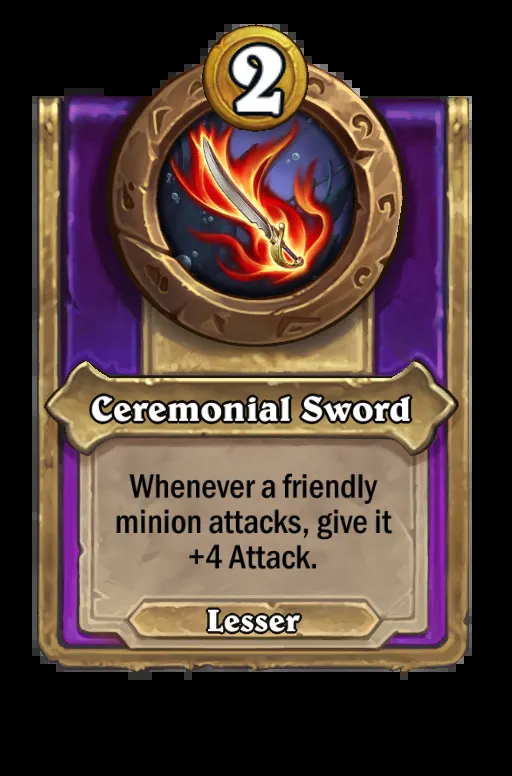 2
Ceremonial Sword
Whenever a friendly
minion attacks, give it
+4 Attack.
Lesser